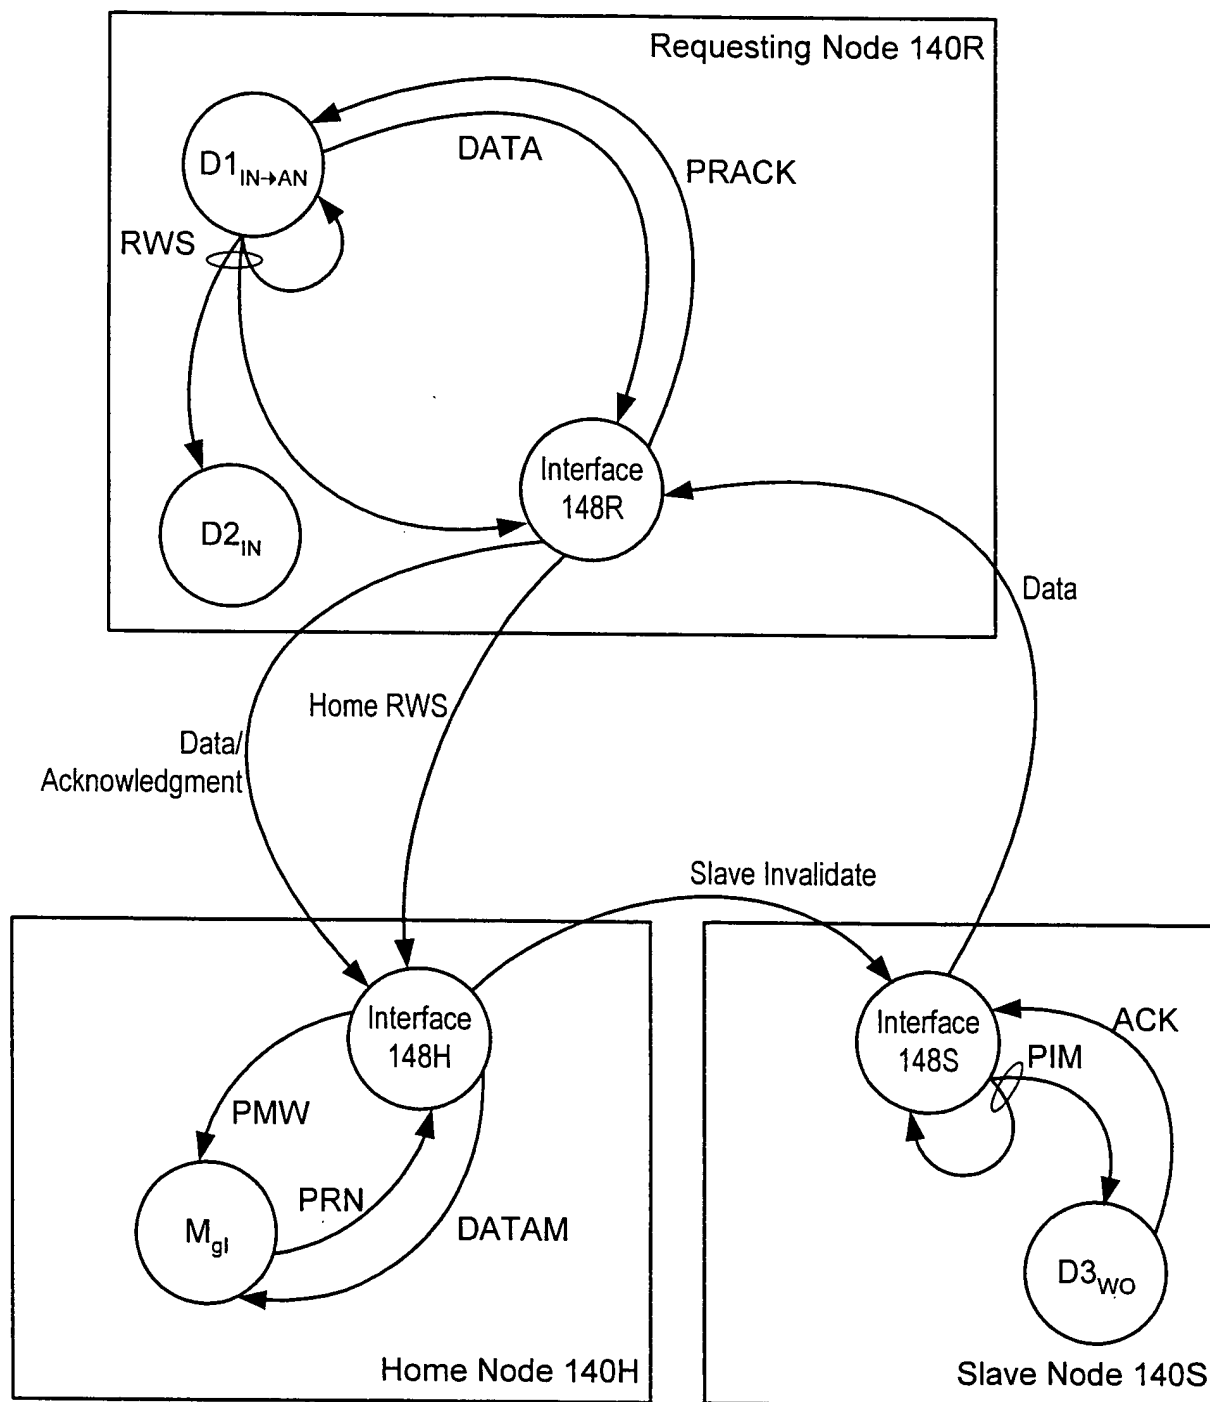 Requesting Node 140R
D1IN→AN
DATA
PRACK
RWS
Interface
148R
D2IN
Data
Home RWS
Data/
Acknowledgment
Slave Invalidate
Interface
148H
Interface
148S
ACK
PIM
PMW
PRN
Mgl
DATAM
D3WO
Home Node 140H
Slave Node 140S